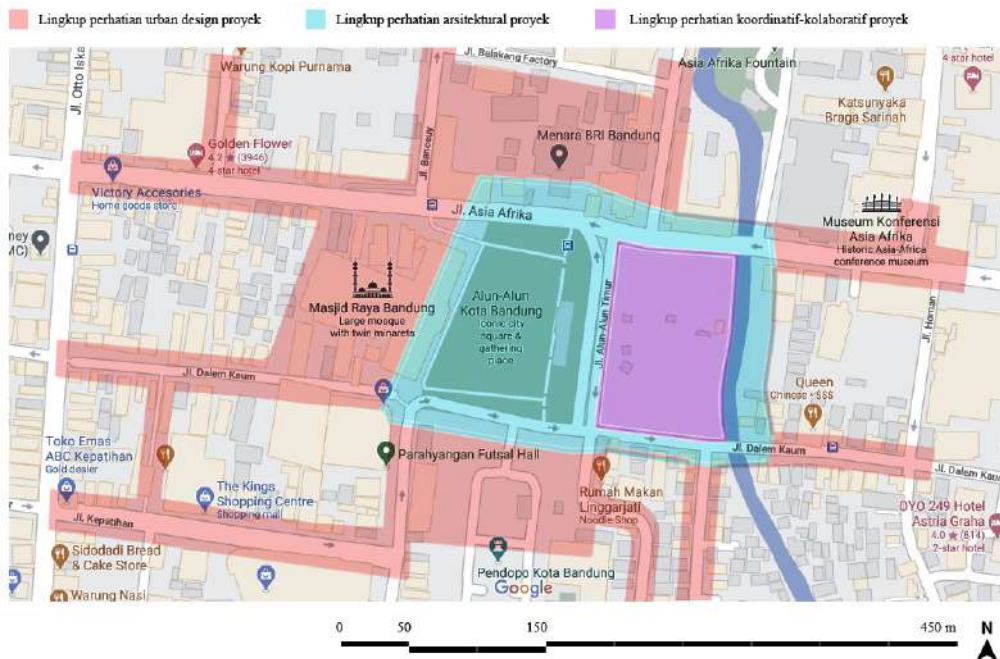 Lingkup perhatian urban design proyek
Lingkup perhatian arsitektural proyek
Lingkup perhatian koordinatif-kolaboratif proyek
Jl. Otto Iska
Warung Kopi Purnama
Jl. Belakang Factory
Asia Afrika Fountain
4-star hotel
Katsunyaka
Braga Sarinah
Menara BRI Bandung
Golden Flower
4.2 ★ (3946)
4-star hotel
Jl. Banceuy
Victory Accesories
Home goods store
Jl. Asia Afrika
Museum Konferensi
Asia Afrika
Historic Asia-Africa
conference museum
ney
MC)
Masjid Raya Bandung
Large mosque
with twin minarets
Alun-Alun
Kota Bandung
Iconic city
square &
gathering
place
Jl. Alun-Alun Timur
Jl. Homan
Jl. Dalem Kaum
Queen
Chinese • $$$
Toko Emas
ABC Kepatihan
Gold dealer
Parahyangan Futsal Hall
Jl. Dalem Kaum
Jl. Dalem Kaum
The Kings
Shopping Centre
Shopping mall
Rumah Makan
Linggarjati
Noodle Shop
Jl. Kepatihan
OYO 249 Hotel
Astria Graha
4.0 ★ (814)
2-star hotel
Sidodadi Bread
& Cake Store
Pendopo Kota Bandung
Google
Warung Nasi
0 50 150 450 m N